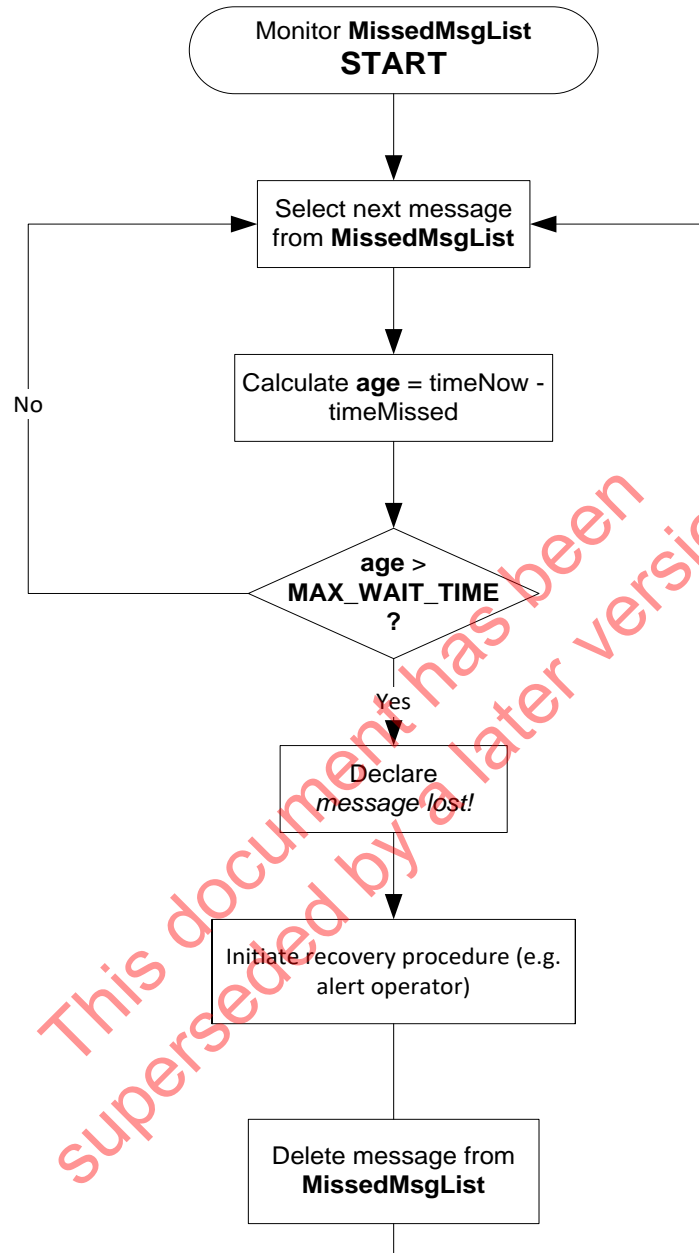 Monitor MissedMsgList
START
Select next message
from MissedMsgList
Calculate age = timeNow -
timeMissed
No
age >
MAX_WAIT_TIME
?
Yes
Declare
message lost!
Initiate recovery procedure (e.g.
alert operator)
Delete message from
MissedMsgList
This document has been
superseded by a later